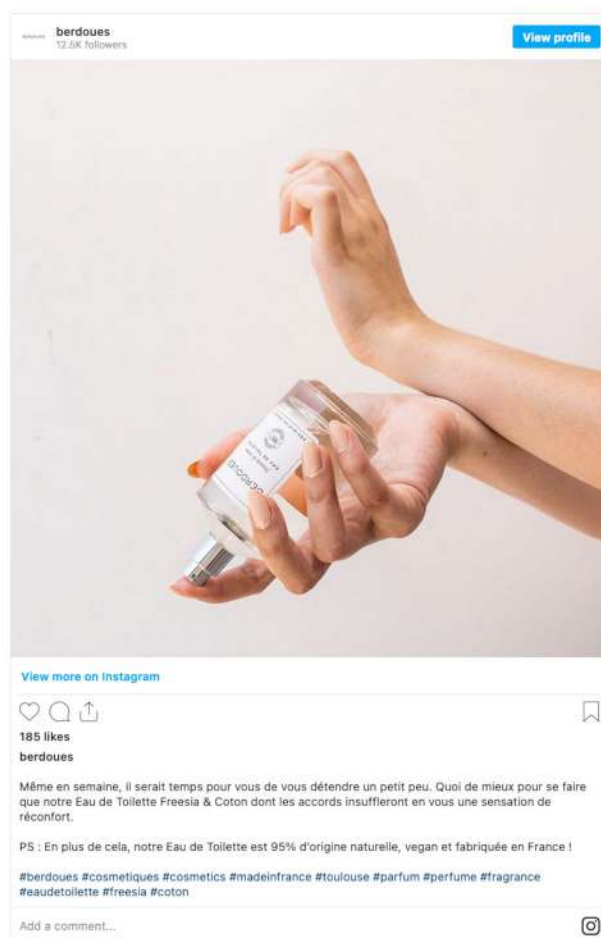 berdoues
12.5K followers
View profile
EAU DE TOILETTE
View more on Instagram
185 likes
berdoues
Même en semaine, il serait temps pour vous de vous détendre un petit peu. Quoi de mieux pour se faire
que notre Eau de Toilette Freesia & Coton dont les accords insuffleront en vous une sensation de
réconfort.
PS : En plus de cela, notre Eau de Toilette est 95% d'origine naturelle, vegan et fabriquée en France !
#berdoues #cosmetiques #cosmetics #madeinfrance #toulouse #parfum #perfume #fragrance
#eaudetoilette #freesia #coton
Add a comment...